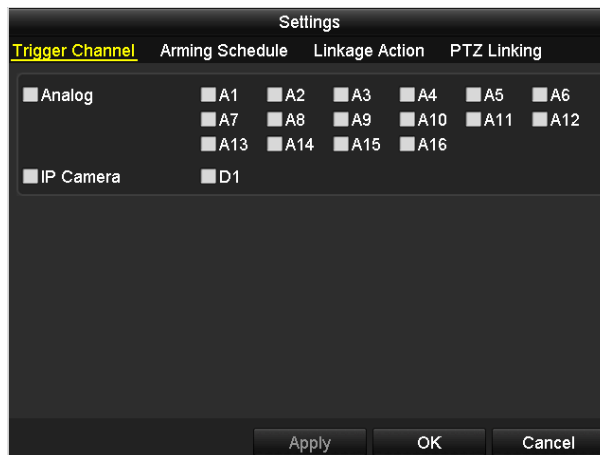 Settings
Trigger Channel Arming Schedule Linkage Action PTZ Linking
Analog A1 A2 A3 A4 A5 A6
A7 A8 A9 A10 A11 A12
A13 A14 A15 A16
IP Camera D1
Apply OK Cancel